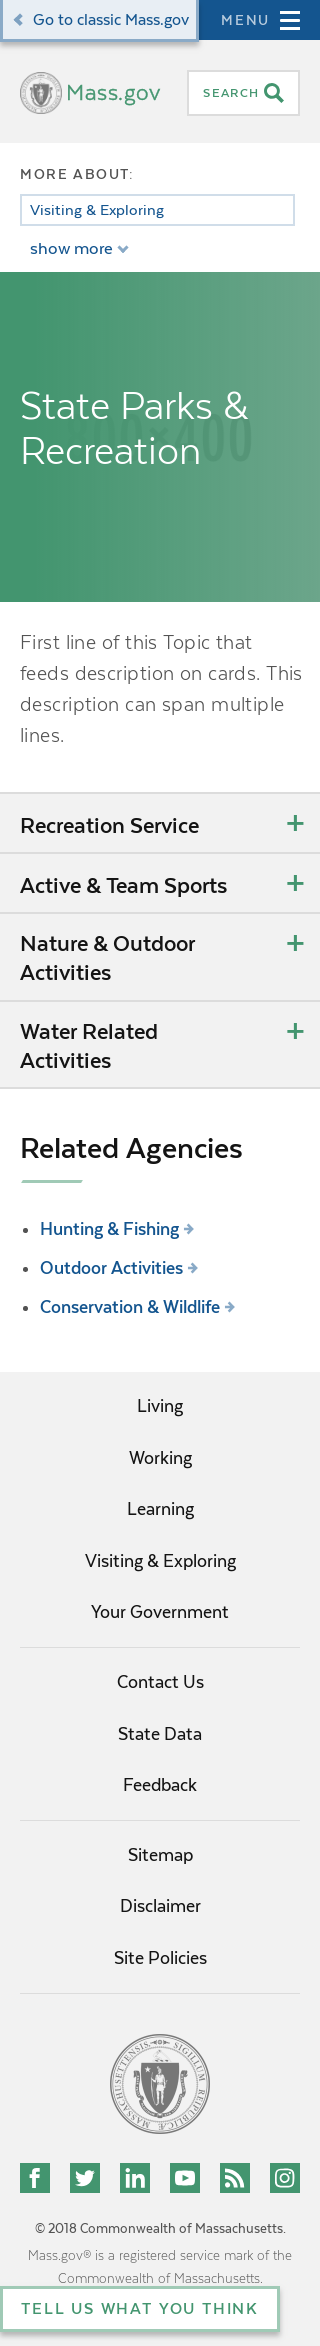 Go to classic Mass.gov
MENU
Mass.gov
SEARCH
MORE ABOUT:
Visiting & Exploring
show more
State Parks &
Recreation
First line of this Topic that
feeds description on cards. This
description can span multiple
lines.
Recreation Service
Active & Team Sports
Nature & Outdoor
Activities
Water Related
Activities
Related Agencies
Hunting & Fishing
Outdoor Activities
Conservation & Wildlife
Living
Working
Learning
Visiting & Exploring
Your Government
Contact Us
State Data
Feedback
Sitemap
Disclaimer
Site Policies
© 2018 Commonwealth of Massachusetts.
Mass.gov® is a registered service mark of the
Commonwealth of Massachusetts.
TELL US WHAT YOU THINK